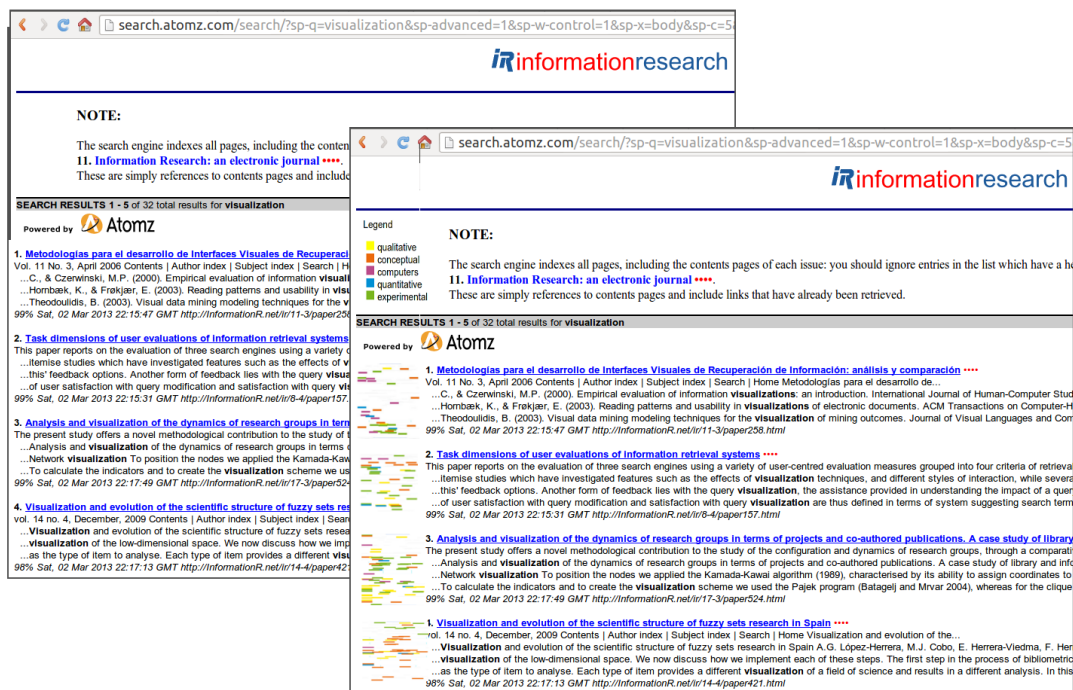 search.atomz.com/search/?sp-q=visualization&sp-advanced=1&sp-w-control=1&sp-x=body&sp-c=5
iR informationresearch
NOTE:
The search engine indexes all pages, including the conten
11. Information Research: an electronic journal ••••.
These are simply references to contents pages and include
SEARCH RESULTS 1 - 5 of 32 total results for visualization
Powered by Atomz
1. Metodologías para el desarrollo de Interfaces Visuales de Recuperaci
Vol. 11 No. 3, April 2006 Contents | Author index | Subject index | Search | H
...C., & Czerwinski, M.P. (2000). Empirical evaluation of information visuali
...Hornbæk, K., & Frøkjær, E. (2003). Reading patterns and usability in visu
...Theodoulidis, B. (2003). Visual data mining modeling techniques for the v
99% Sat, 02 Mar 2013 22:15:47 GMT http://InformationR.net/ir/11-3/paper258
2. Task dimensions of user evaluations of information retrieval systems
This paper reports on the evaluation of three search engines using a variety o
...itemise studies which have investigated features such as the effects of v
...this' feedback options. Another form of feedback lies with the query visua
...of user satisfaction with query modification and satisfaction with query vis
99% Sat, 02 Mar 2013 22:15:31 GMT http://InformationR.net/ir/8-4/paper157.
3. Analysis and visualization of the dynamics of research groups in term
The present study offers a novel methodological contribution to the study of t
...Analysis and visualization of the dynamics of research groups in terms o
...Network visualization To position the nodes we applied the Kamada-Kaw
...To calculate the indicators and to create the visualization scheme we us
99% Sat, 02 Mar 2013 22:17:49 GMT http://InformationR.net/ir/17-3/paper524
4. Visualization and evolution of the scientific structure of fuzzy sets res
vol. 14 no. 4, December, 2009 Contents | Author index | Subject index | Sear
...Visualization and evolution of the scientific structure of fuzzy sets resea
...visualization of the low-dimensional space. We now discuss how we imp
...as the type of item to analyse. Each type of item provides a different visu
98% Sat, 02 Mar 2013 22:17:13 GMT http://InformationR.net/ir/14-4/paper421
search.atomz.com/search/?sp-q=visualization&sp-advanced=1&sp-w-control=1&sp-x=body&sp-c=5
iR informationresearch
Legend
qualitative
conceptual
computers
quantitative
experimental
NOTE:
The search engine indexes all pages, including the contents pages of each issue: you should ignore entries in the list which have a he
11. Information Research: an electronic journal ••••.
These are simply references to contents pages and include links that have already been retrieved.
SEARCH RESULTS 1 - 5 of 32 total results for visualization
Powered by Atomz
1. Metodologías para el desarrollo de Interfaces Visuales de Recuperación de Información: análisis y comparación ••••
Vol. 11 No. 3, April 2006 Contents | Author index | Subject index | Search | Home Metodologías para el desarrollo de...
...C., & Czerwinski, M.P. (2000). Empirical evaluation of information visualizations: an introduction. International Journal of Human-Computer Stud
...Hornbæk, K., & Frøkjær, E. (2003). Reading patterns and usability in visualizations of electronic documents. ACM Transactions on Computer-H
...Theodoulidis, B. (2003). Visual data mining modeling techniques for the visualization of mining outcomes. Journal of Visual Languages and Com
99% Sat, 02 Mar 2013 22:15:47 GMT http://InformationR.net/ir/11-3/paper258.html
2. Task dimensions of user evaluations of information retrieval systems ••••
This paper reports on the evaluation of three search engines using a variety of user-centred evaluation measures grouped into four criteria of retrieva
...itemise studies which have investigated features such as the effects of visualization techniques, and different styles of interaction, while severa
...this' feedback options. Another form of feedback lies with the query visualization, the assistance provided in understanding the impact of a quer
...of user satisfaction with query modification and satisfaction with query visualization are thus defined in terms of system suggesting search term
99% Sat, 02 Mar 2013 22:15:31 GMT http://InformationR.net/ir/8-4/paper157.html
3. Analysis and visualization of the dynamics of research groups in terms of projects and co-authored publications. A case study of library
The present study offers a novel methodological contribution to the study of the configuration and dynamics of research groups, through a comparati
...Analysis and visualization of the dynamics of research groups in terms of projects and co-authored publications. A case study of library and info
...Network visualization To position the nodes we applied the Kamada-Kawai algorithm (1989), characterised by its ability to assign coordinates to
...To calculate the indicators and to create the visualization scheme we used the Pajek program (Batagelj and Mrvar 2004), whereas for the clique
99% Sat, 02 Mar 2013 22:17:49 GMT http://InformationR.net/ir/17-3/paper524.html
4. Visualization and evolution of the scientific structure of fuzzy sets research in Spain ••••
vol. 14 no. 4, December, 2009 Contents | Author index | Subject index | Search | Home Visualization and evolution of the...
...Visualization and evolution of the scientific structure of fuzzy sets research in Spain A.G. López-Herrera, M.J. Cobo, E. Herrera-Viedma, F. Her
...visualization of the low-dimensional space. We now discuss how we implement each of these steps. The first step in the process of bibliometric
...as the type of item to analyse. Each type of item provides a different visualization of a field of science and results in a different analysis. In this
98% Sat, 02 Mar 2013 22:17:13 GMT http://InformationR.net/ir/14-4/paper421.html